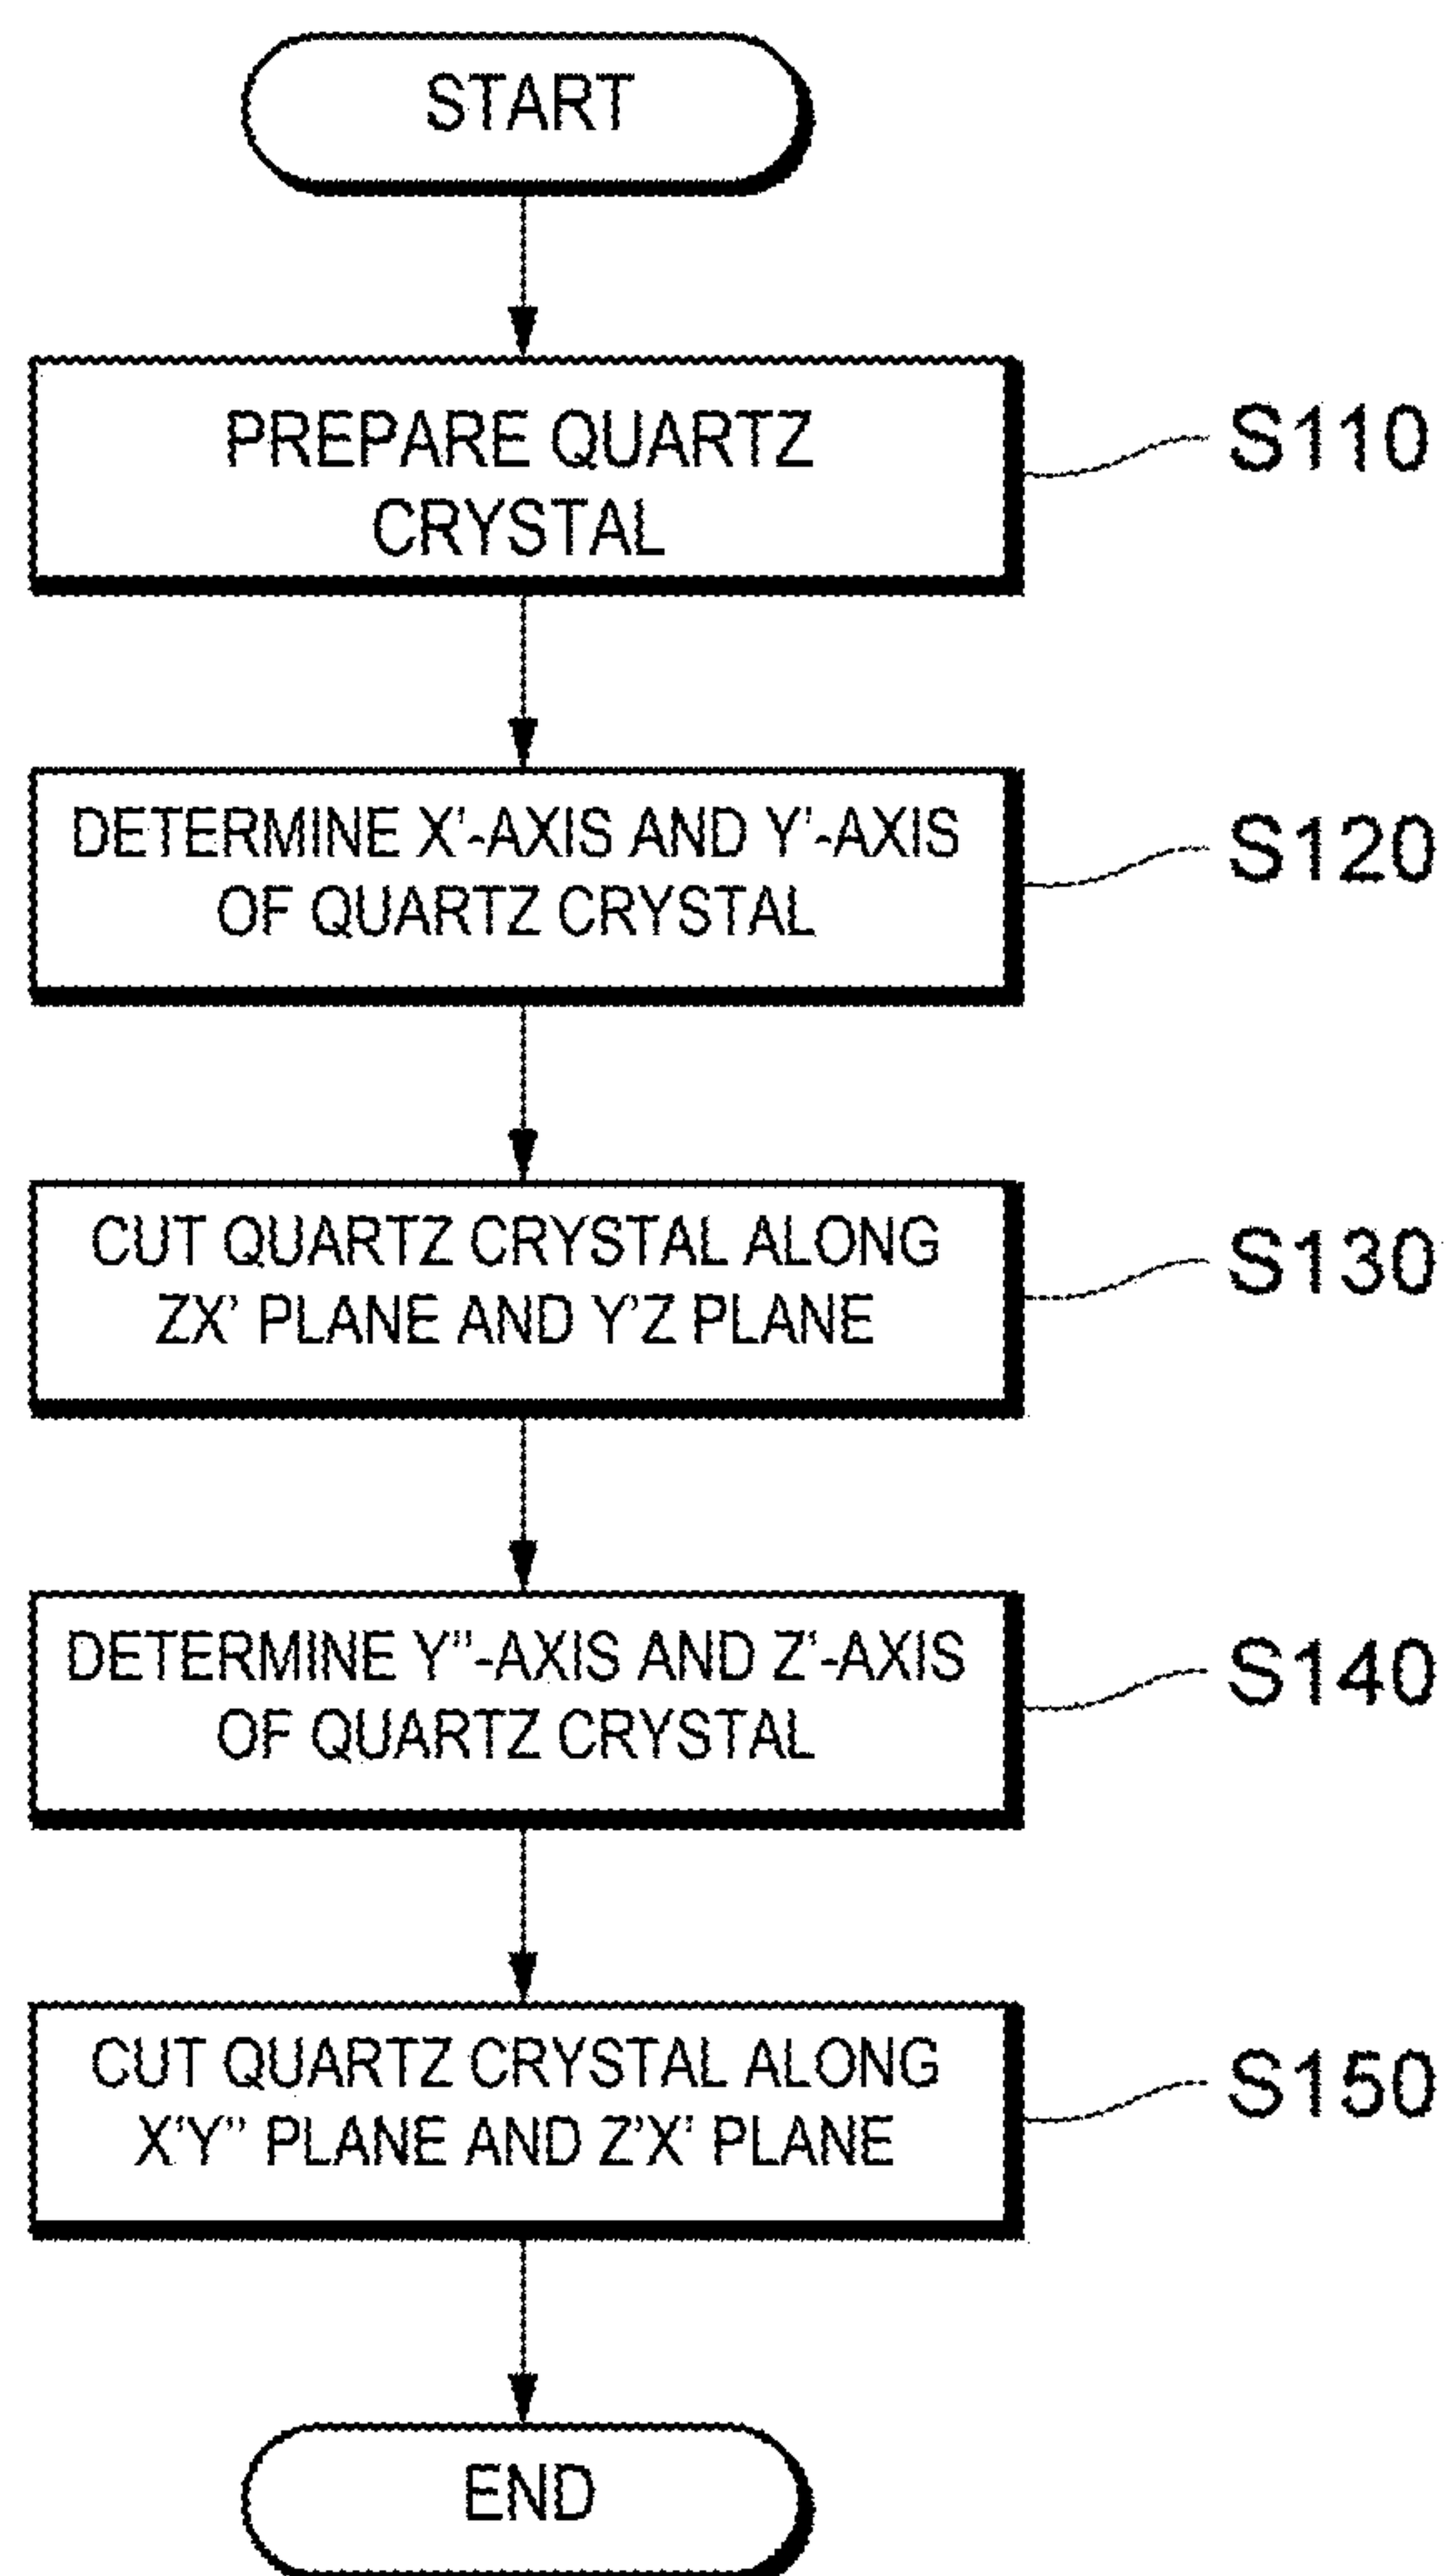 START
PREPARE QUARTZ
CRYSTAL
S110
DETERMINE X'-AXIS AND Y'-AXIS
OF QUARTZ CRYSTAL
S120
CUT QUARTZ CRYSTAL ALONG
ZX' PLANE AND Y'Z PLANE
S130
DETERMINE Y''-AXIS AND Z'-AXIS
OF QUARTZ CRYSTAL
S140
CUT QUARTZ CRYSTAL ALONG
X'Y'' PLANE AND Z'X' PLANE
S150
END